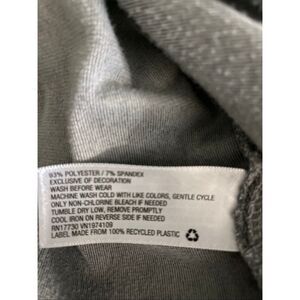 93% POLYESTER / 7% SPANDEX
EXCLUSIVE OF DECORATION
WASH BEFORE WEAR
MACHINE WASH COLD WITH LIKE COLORS, GENTLE CYCLE
ONLY NON-CHLORINE BLEACH IF NEEDED
TUMBLE DRY LOW, REMOVE PROMPTLY
COOL IRON ON REVERSE SIDE IF NEEDED
RN17730 VN1974109
LABEL MADE FROM 100% RECYCLED PLASTIC